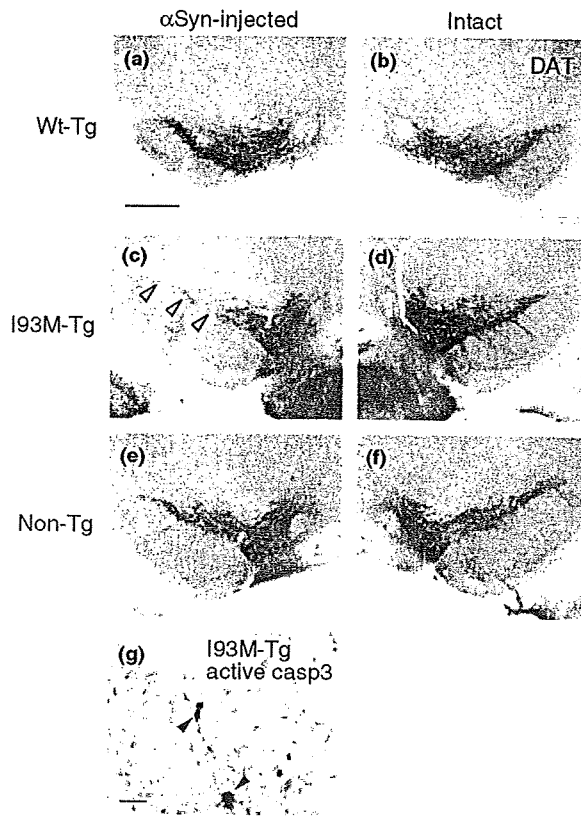 αSyn-injected Intact
(a) (b) DAT
Wt-Tg
(c) (d)
I93M-Tg
(e) (f)
Non-Tg
(g) I93M-Tg
active casp3